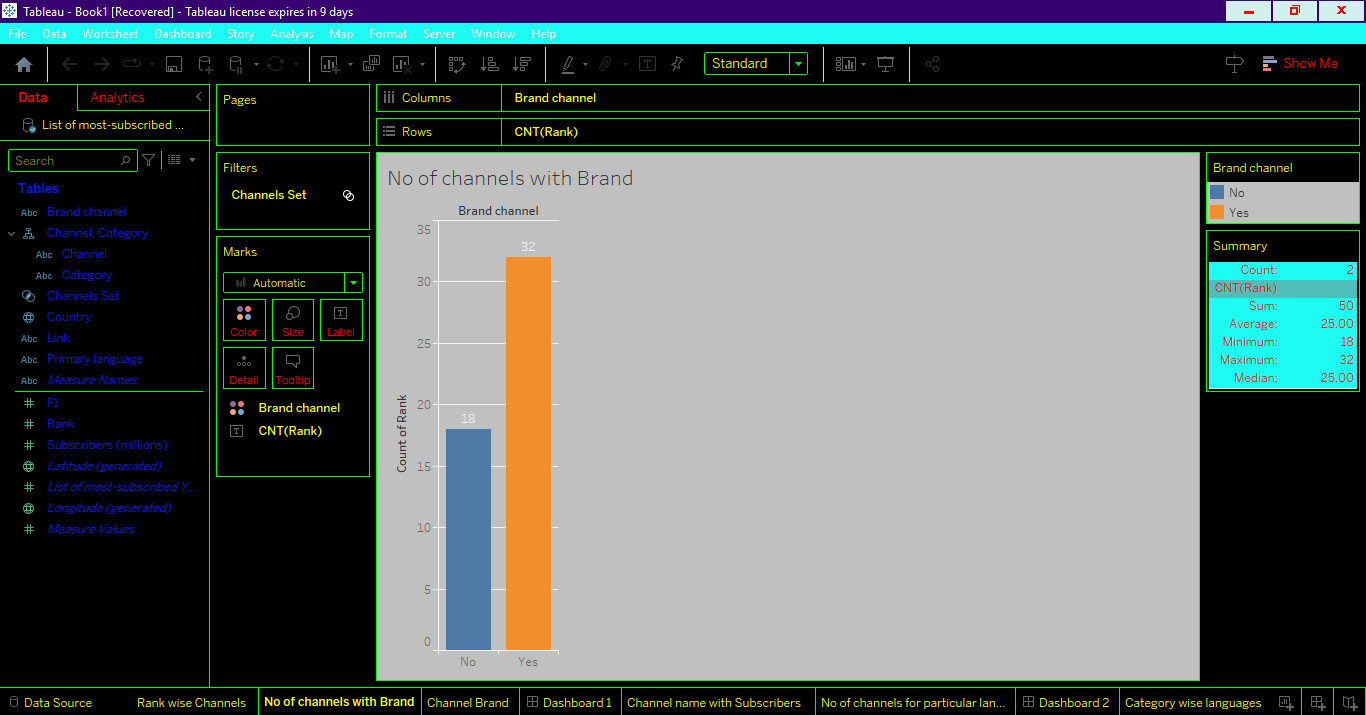 Tableau - Book1 [Recovered] - Tableau license expires in 9 days
File Data Worksheet Dashboard Story Analysis Map Format Server Window Help
Standard
Show Me
Data Analytics
List of most-subscribed ...
Search
Tables
Abc Brand channel
Channel, Category
Abc Channel
Abc Category
Channels Set
Country
Abc Link
Abc Primary language
Abc Measure Names
F1
Rank
Subscribers (millions)
Latitude (generated)
List of most-subscribed Y...
Longitude (generated)
Measure Values
Pages
Filters
Channels Set
Marks
Automatic
Color Size Label
Detail Tooltip
Brand channel
CNT(Rank)
Columns Brand channel
Rows CNT(Rank)
No of channels with Brand
Brand channel
35
30
25
20
15
10
5
0
Count of Rank
18
32
No Yes
Brand channel
No
Yes
Summary
Count: 2
CNT(Rank)
Sum: 50
Average: 25.00
Minimum: 18
Maximum: 32
Median: 25.00
Data Source Rank wise Channels No of channels with Brand Channel Brand Dashboard 1 Channel name with Subscribers No of channels for particular lan... Dashboard 2 Category wise languages